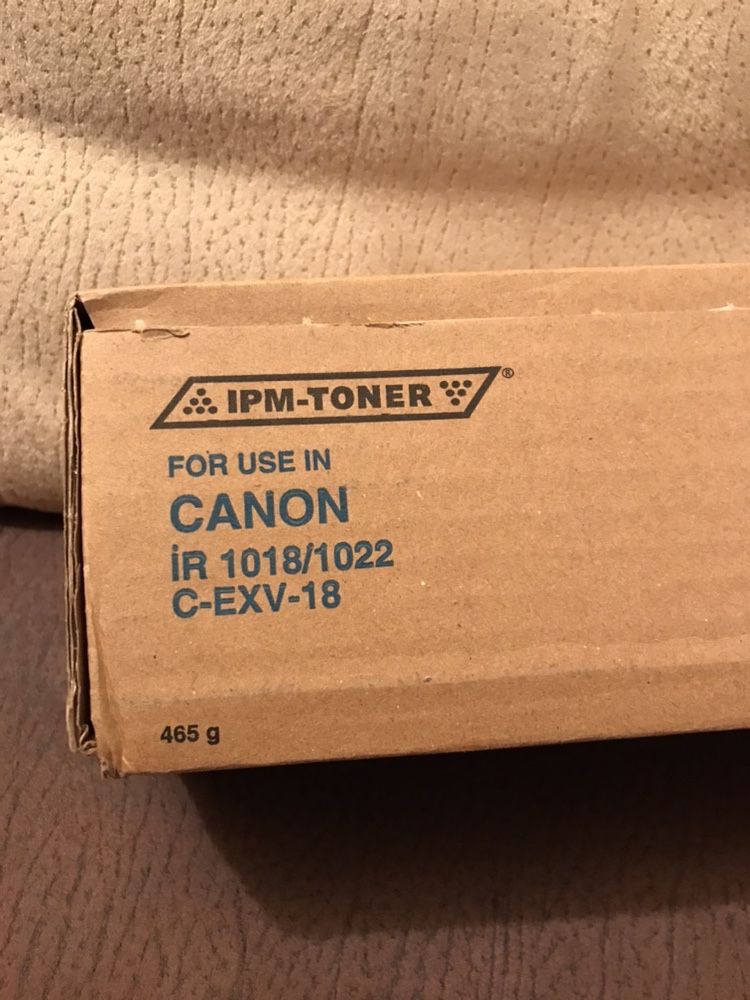 IPM-TONER®
FOR USE IN
CANON
İR 1018/1022
C-EXV-18
465 g